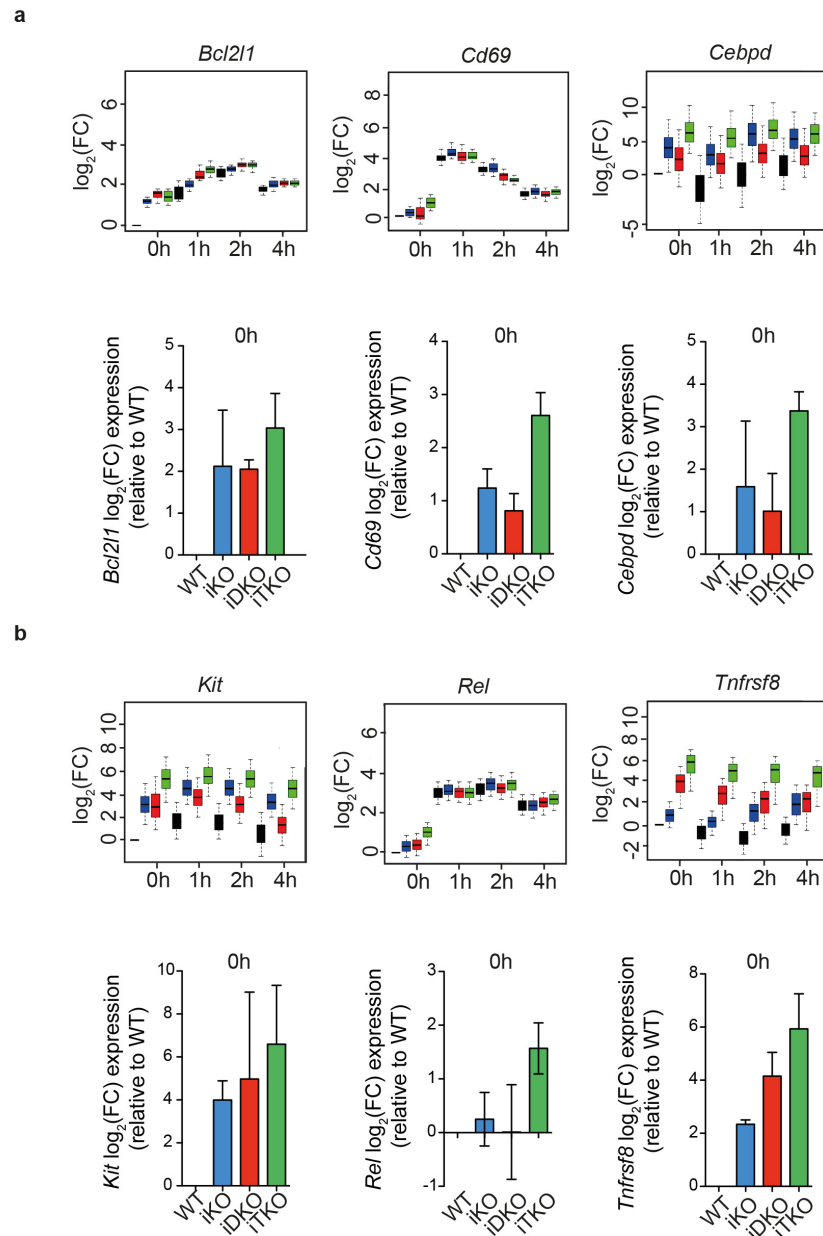 a
Bcl2l1
Cd69
Cebpd
log2(FC)
6
4
2
0
0h 1h 2h 4h
log2(FC)
8
6
4
2
0
0h 1h 2h 4h
log2(FC)
10
5
0
-5
0h 1h 2h 4h
0h
Bcl2l1 log2(FC) expression
(relative to WT)
5
4
3
2
1
0
WT iKO iDKO iTKO
0h
Cd69 log2(FC) expression
(relative to WT)
4
3
2
1
0
WT iKO iDKO iTKO
0h
Cebpd log2(FC) expression
(relative to WT)
5
4
3
2
1
0
WT iKO iDKO iTKO
b
Kit
Rel
Tnfrsf8
log2(FC)
10
8
6
4
2
0
0h 1h 2h 4h
log2(FC)
6
4
2
0
0h 1h 2h 4h
log2(FC)
10
8
6
4
2
0
-2
0h 1h 2h 4h
0h
Kit log2(FC) expression
(relative to WT)
10
8
6
4
2
0
WT iKO iDKO iTKO
0h
Rel log2(FC) expression
(relative to WT)
3
2
1
0
-1
WT iKO iDKO iTKO
0h
Tnfrsf8 log2(FC) expression
(relative to WT)
8
6
4
2
0
WT iKO iDKO iTKO